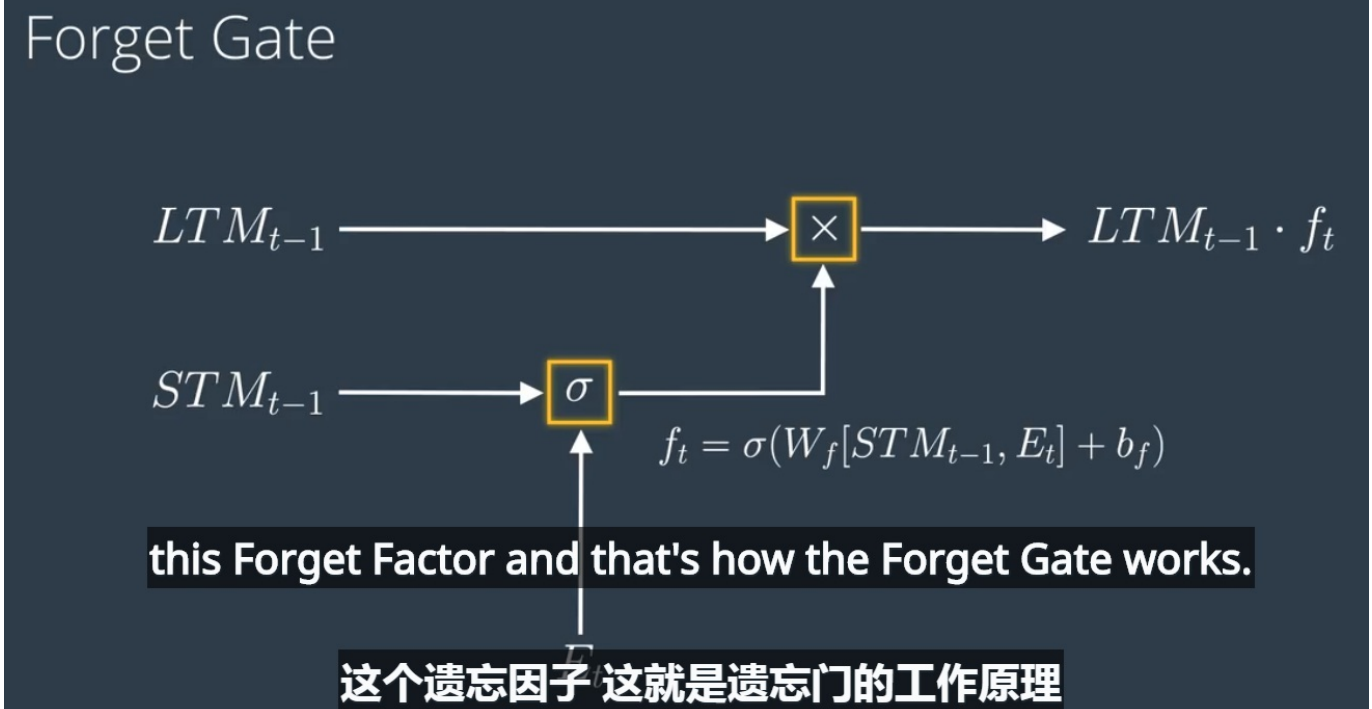 Forget Gate
LTM_{t-1} × LTM_{t-1} · f_t
STM_{t-1} σ
f_t = σ(W_f[STM_{t-1}, E_t] + b_f)
this Forget Factor and that's how the Forget Gate works.
E_t
这个遗忘因子 这就是遗忘门的工作原理